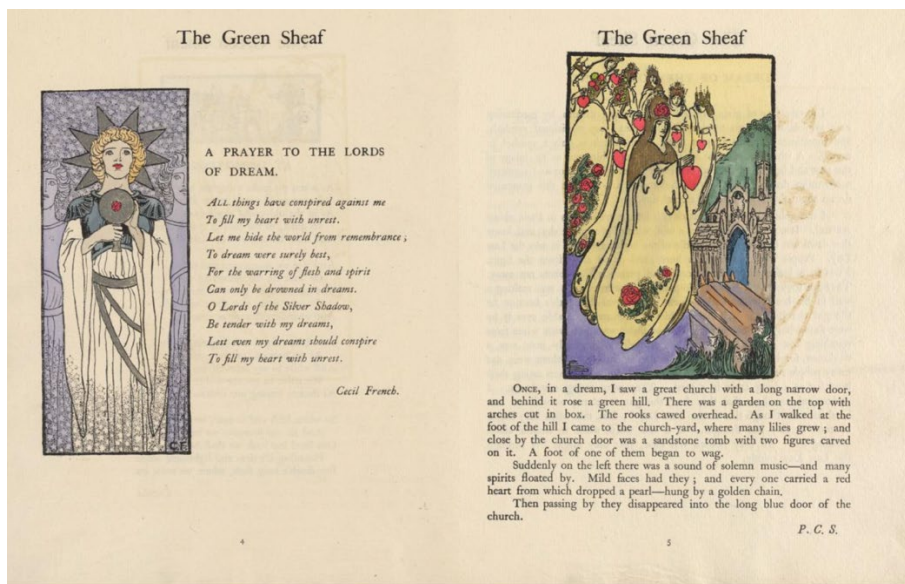 The Green Sheaf
A PRAYER TO THE LORDS
OF DREAM.
ALL things have conspired against me
To fill my heart with unrest.
Let me hide the world from remembrance ;
To dream were surely best,
For the warring of flesh and spirit
Can only be drowned in dreams.
O Lords of the Silver Shadow,
Be tender with my dreams,
Lest even my dreams should conspire
To fill my heart with unrest.
Cecil French.
C.F.
4
The Green Sheaf
ONCE, in a dream, I saw a great church with a long narrow door,
and behind it rose a green hill. There was a garden on the top with
arches cut in box. The rooks cawed overhead. As I walked at the
foot of the hill I came to the church-yard, where many lilies grew ; and
close by the church door was a sandstone tomb with two figures carved
on it. A foot of one of them began to wag.
Suddenly on the left there was a sound of solemn music—and many
spirits floated by. Mild faces had they ; and every one carried a red
heart from which dropped a pearl—hung by a golden chain.
Then passing by they disappeared into the long blue door of the
church.
P. C. S.
5